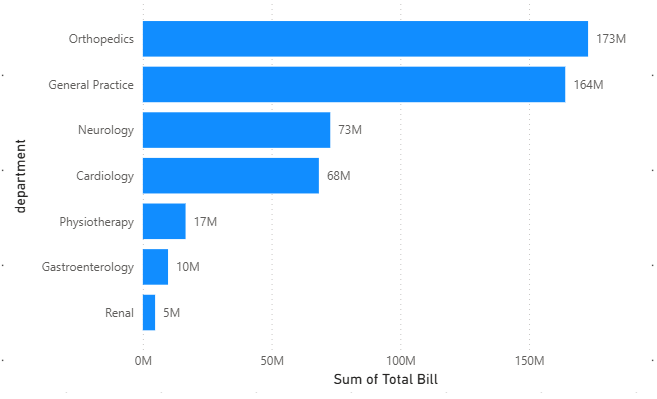 Orthopedics 173M
General Practice 164M
Neurology 73M
Cardiology 68M
Physiotherapy 17M
Gastroenterology 10M
Renal 5M
department
0M 50M 100M 150M
Sum of Total Bill